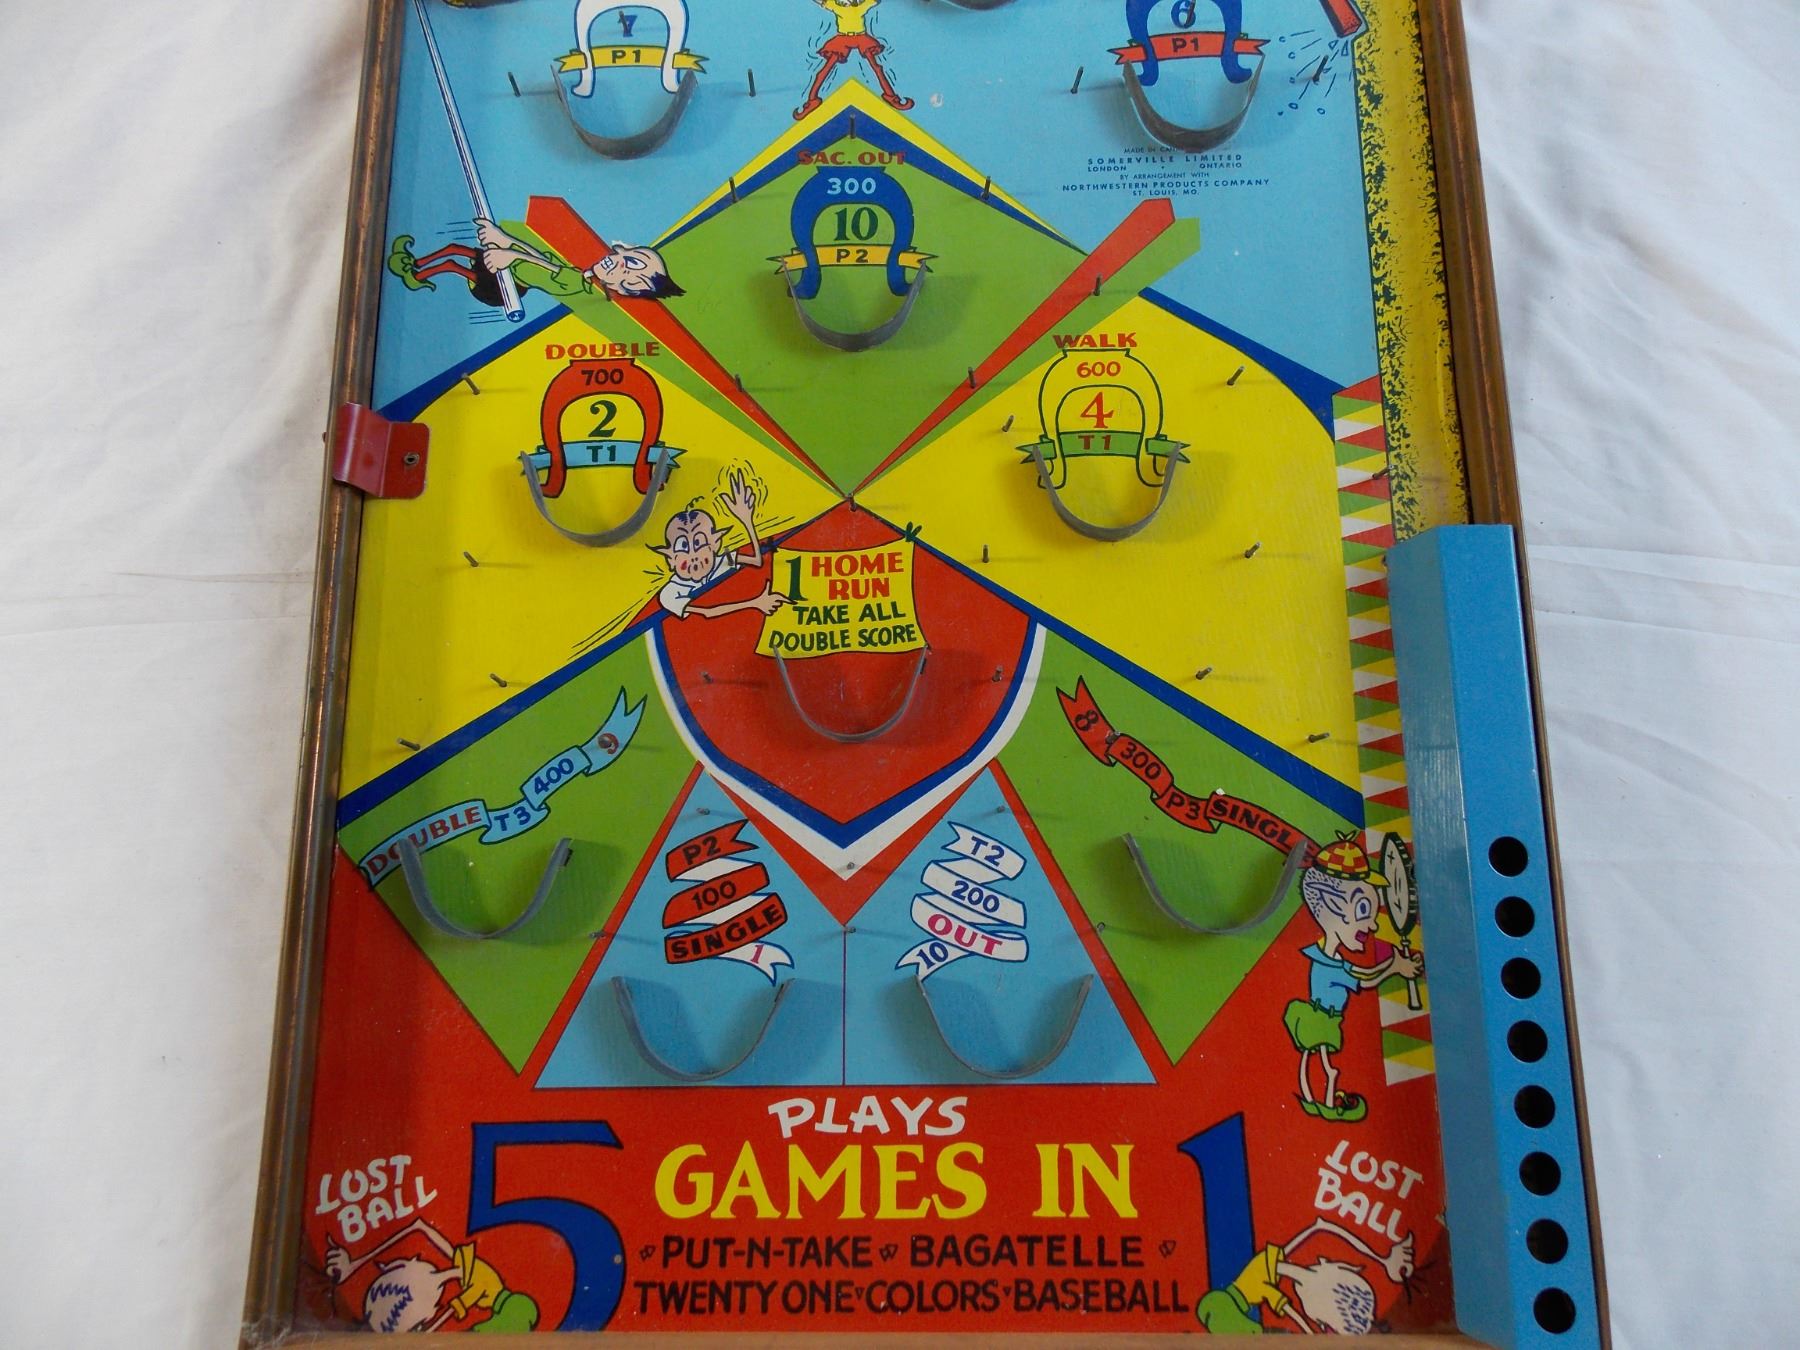 7
P1
6
P1
MADE IN
SOMERVILLE LIMITED
LONDON ONTARIO
BY ARRANGEMENT WITH
NORTHWESTERN PRODUCTS COMPANY
ST. LOUIS, MO.
SAC. OUT
300
10
P2
DOUBLE
700
2
T1
WALK
600
4
T1
1 HOME
RUN
TAKE ALL
DOUBLE SCORE
DOUBLE T3 400 9
8 300 P3 SINGLE
P2
100
SINGLE
1
T2
200
OUT
10
PLAYS
5 GAMES IN 1
LOST
BALL
LOST
BALL
PUT-N-TAKE BAGATELLE
TWENTY ONE COLORS BASEBALL